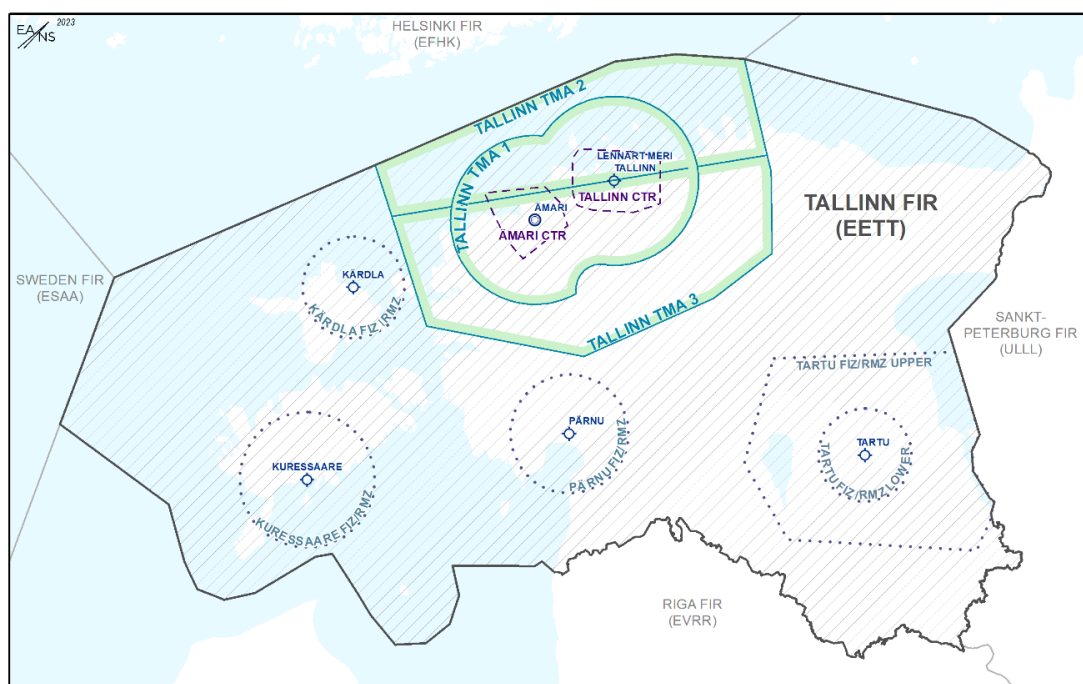 EA NS 2023
HELSINKI FIR
(EFHK)
TALLINN TMA 2
TALLINN TMA 1
LENNART MERI
TALLINN
TALLINN CTR
ÄMARI
ÄMARI CTR
TALLINN FIR
(EETT)
SWEDEN FIR
(ESAA)
KÄRDLA
KÄRDLA FIZ/RMZ
SANKT-
PETERBURG FIR
(ULLL)
TALLINN TMA 3
TARTU FIZ/RMZ UPPER
PÄRNU
PÄRNU FIZ/RMZ
TARTU
TARTU FIZ/RMZ LOWER
KURESSAARE
KURESSAARE FIZ/RMZ
RIGA FIR
(EVRR)